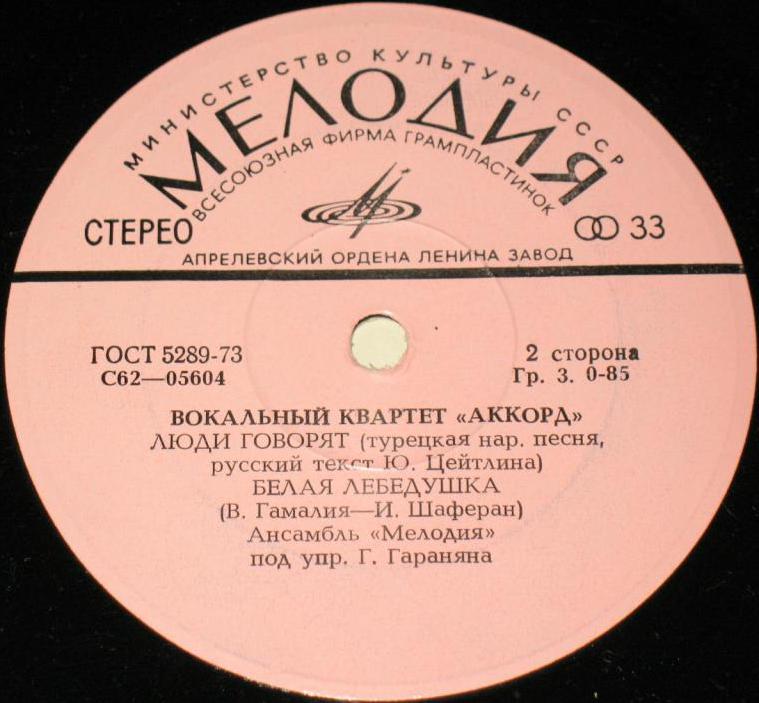 МИНИСТЕРСТВО КУЛЬТУРЫ СССР
МЕЛОДИЯ
ВСЕСОЮЗНАЯ ФИРМА ГРАМПЛАСТИНОК
СТЕРЕО
33
АПРЕЛЕВСКИЙ ОРДЕНА ЛЕНИНА ЗАВОД
ГОСТ 5289-73
2 сторона
С62—05604
Гр. 3. 0-85
ВОКАЛЬНЫЙ КВАРТЕТ «АККОРД»
ЛЮДИ ГОВОРЯТ (турецкая нар. песня,
русский текст Ю. Цейтлина)
БЕЛАЯ ЛЕБЕДУШКА
(В. Гамалия—И. Шаферан)
Ансамбль «Мелодия»
под упр. Г. Гараняна